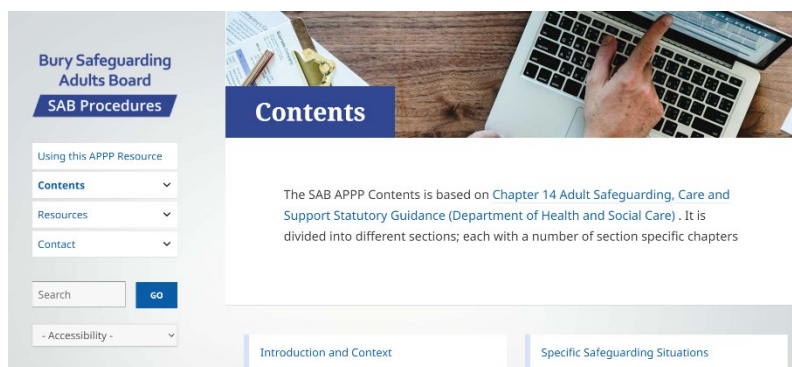 Bury Safeguarding
Adults Board
SAB Procedures
Using this APPP Resource
Contents
Resources
Contact
Search
GO
- Accessibility -
PERMIT
Contents
The SAB APPP Contents is based on Chapter 14 Adult Safeguarding, Care and
Support Statutory Guidance (Department of Health and Social Care) . It is
divided into different sections; each with a number of section specific chapters
Introduction and Context
Specific Safeguarding Situations